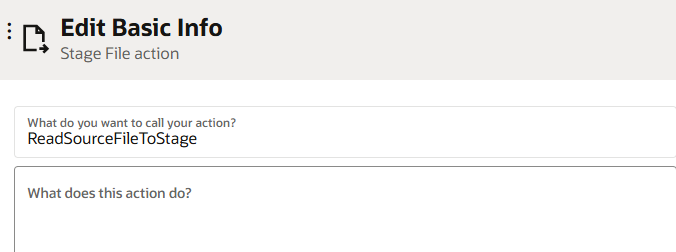 Edit Basic Info
Stage File action
What do you want to call your action?
ReadSourceFileToStage
What does this action do?